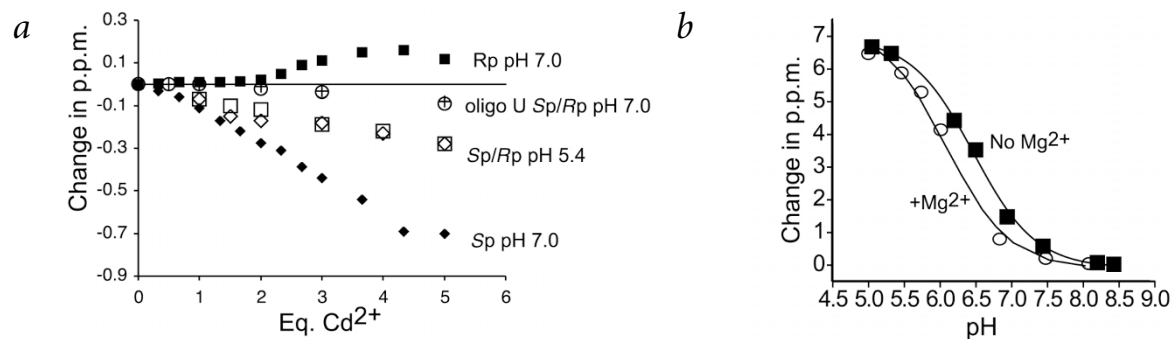 a
0.3
0.1
-0.1
-0.3
-0.5
-0.7
-0.9
Change in p.p.m.
Rp pH 7.0
oligo U Sp/Rp pH 7.0
Sp/Rp pH 5.4
Sp pH 7.0
0 1 2 3 4 5 6
Eq. Cd2+
b
7
6
5
4
3
2
1
0
Change in p.p.m.
No Mg2+
+Mg2+
4.5 5.0 5.5 6.0 6.5 7.0 7.5 8.0 8.5 9.0
pH